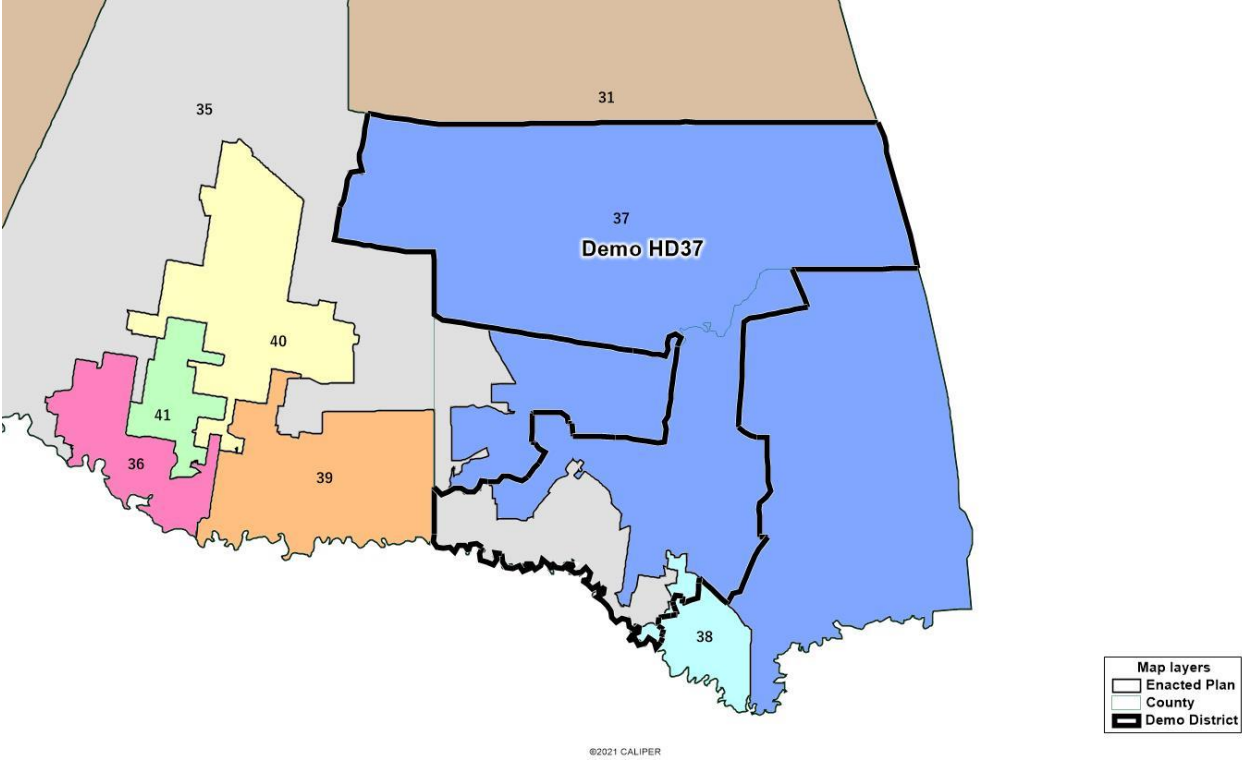 31
35
37
Demo HD37
40
41
36
39
38
Map layers
Enacted Plan
County
Demo District
©2021 CALIPER